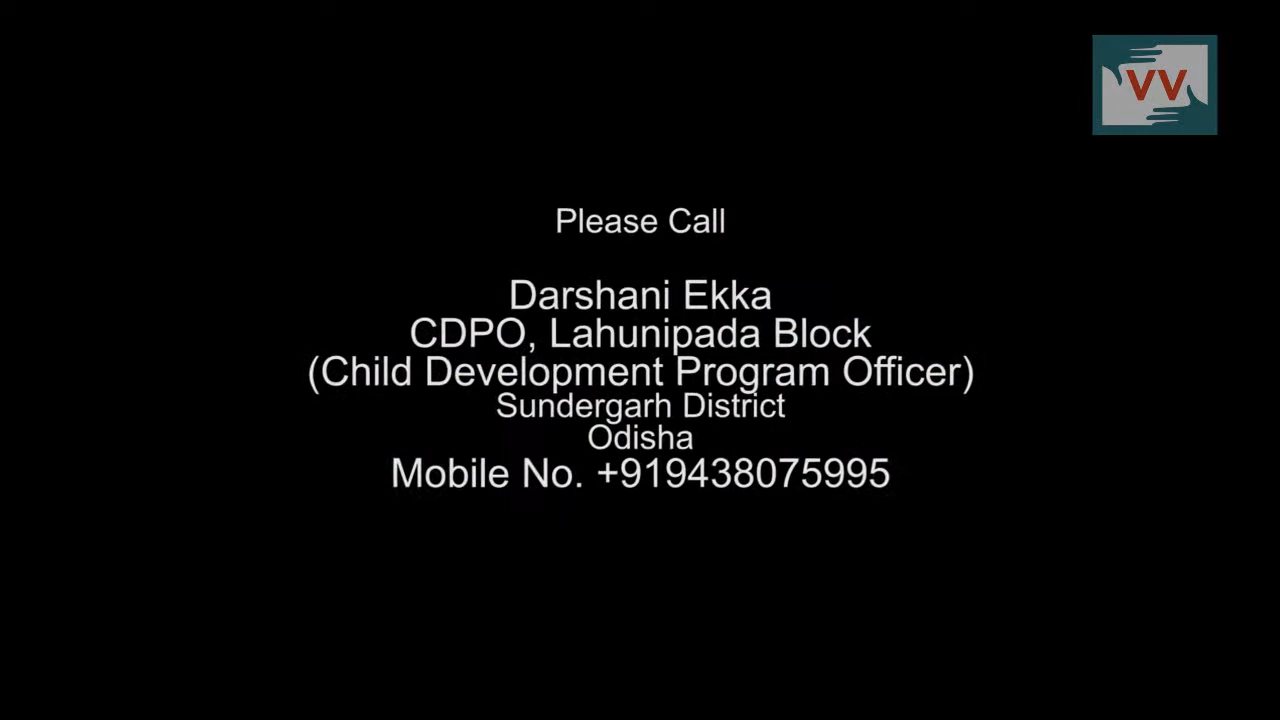 VV
Please Call
Darshani Ekka
CDPO, Lahunipada Block
(Child Development Program Officer)
Sundergarh District
Odisha
Mobile No. +919438075995